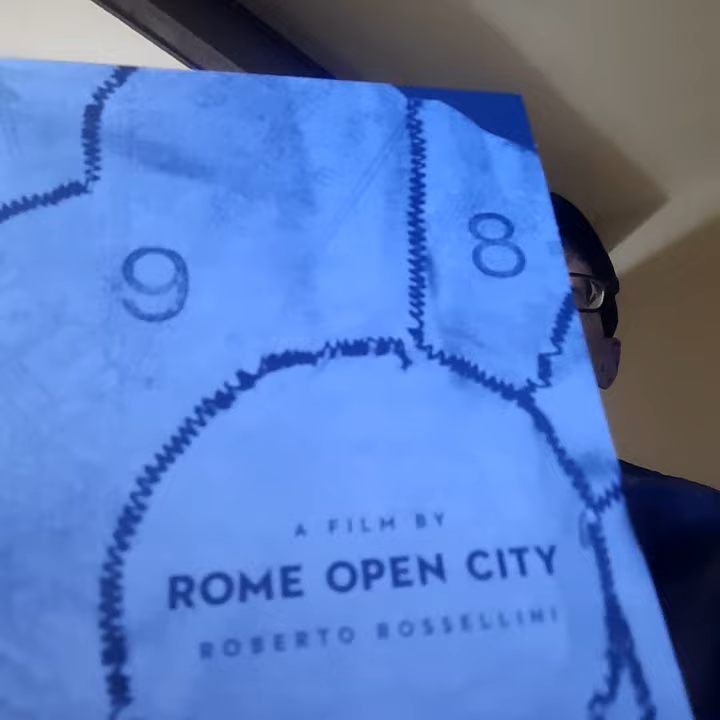 9
8
A FILM BY
ROME OPEN CITY
ROBERTO ROSSELLINI